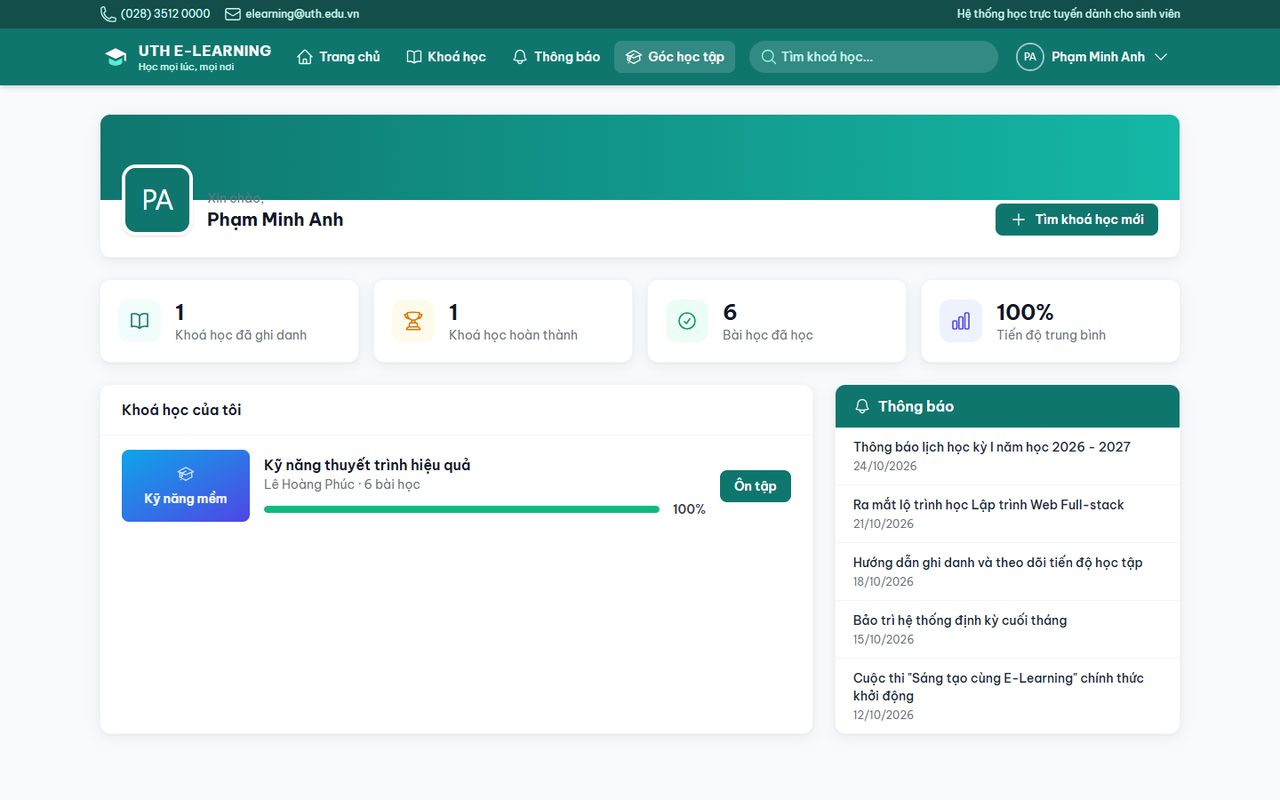 (028) 3512 0000 elearning@uth.edu.vn Hệ thống học trực tuyến dành cho sinh viên
UTH E-LEARNING
Học mọi lúc, mọi nơi
Trang chủ Khoá học Thông báo Góc học tập Tìm khoá học... PA Phạm Minh Anh
PA
Xin chào,
Phạm Minh Anh
Tìm khoá học mới
1
Khoá học đã ghi danh
1
Khoá học hoàn thành
6
Bài học đã học
100%
Tiến độ trung bình
Khoá học của tôi
Kỹ năng mềm
Kỹ năng thuyết trình hiệu quả
Lê Hoàng Phúc · 6 bài học
100%
Ôn tập
Thông báo
Thông báo lịch học kỳ I năm học 2026 - 2027
24/10/2026
Ra mắt lộ trình học Lập trình Web Full-stack
21/10/2026
Hướng dẫn ghi danh và theo dõi tiến độ học tập
18/10/2026
Bảo trì hệ thống định kỳ cuối tháng
15/10/2026
Cuộc thi "Sáng tạo cùng E-Learning" chính thức
khởi động
12/10/2026